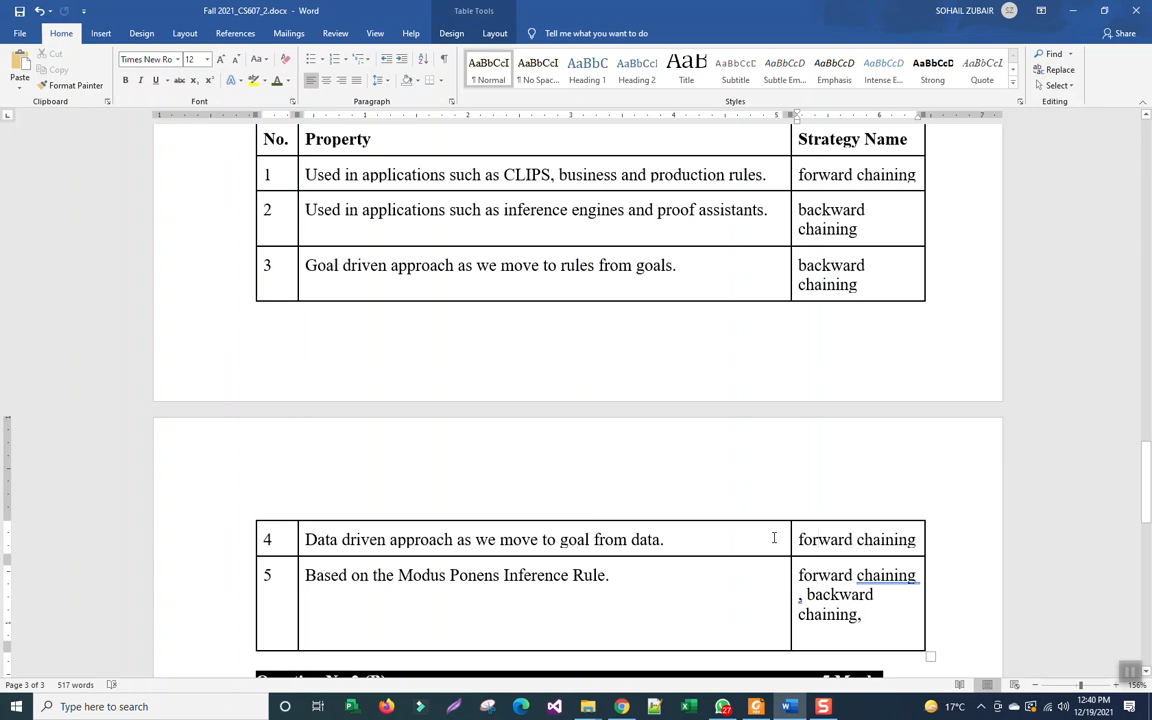 Fall 2021_CS607_2.docx - Word
Table Tools
SOHAIL ZUBAIR
SZ
File Home Insert Design Layout References Mailings Review View Help Design Layout Tell me what you want to do Share
Paste
Cut
Copy
Format Painter
Clipboard
Times New Ro 12
Font
Paragraph
AaBbCcI AaBbCcI AaBbC AaBbCcI AaB AaBbCcD AaBbCcD AaBbCcD AaBbCcD AaBbCcD AaBbCcD
¶ Normal ¶ No Spac... Heading 1 Heading 2 Title Subtitle Subtle Em... Emphasis Intense E... Strong Quote
Styles
Find
Replace
Select
Editing
No. Property Strategy Name
1 Used in applications such as CLIPS, business and production rules. forward chaining
2 Used in applications such as inference engines and proof assistants. backward
chaining
3 Goal driven approach as we move to rules from goals. backward
chaining
4 Data driven approach as we move to goal from data. forward chaining
5 Based on the Modus Ponens Inference Rule. forward chaining
, backward
chaining,
Page 3 of 3 517 words
156%
Type here to search
27
17°C
12:40 PM
12/19/2021